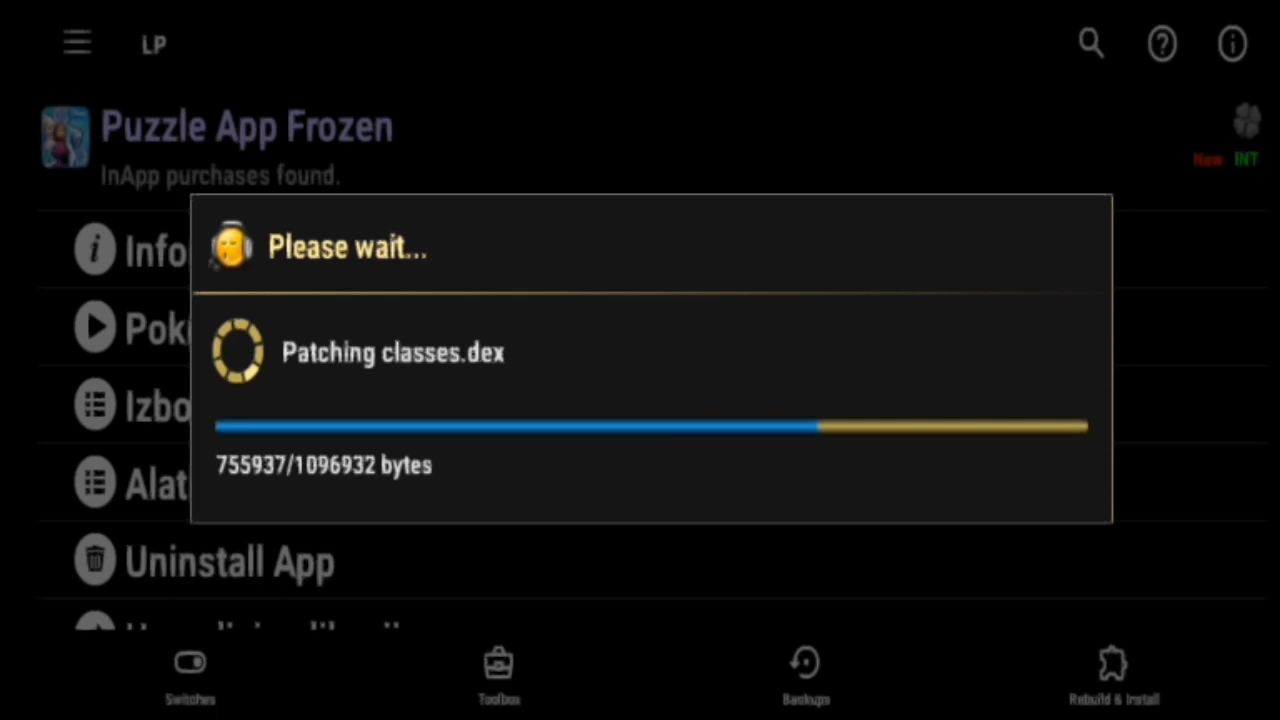 LP
Puzzle App Frozen
InApp purchases found.
New INT
Please wait...
Info
Patching classes.dex
755937/1096932 bytes
Pok
Izbo
Alat
Uninstall App
Switches
Toolbox
Backups
Rebuild & Install